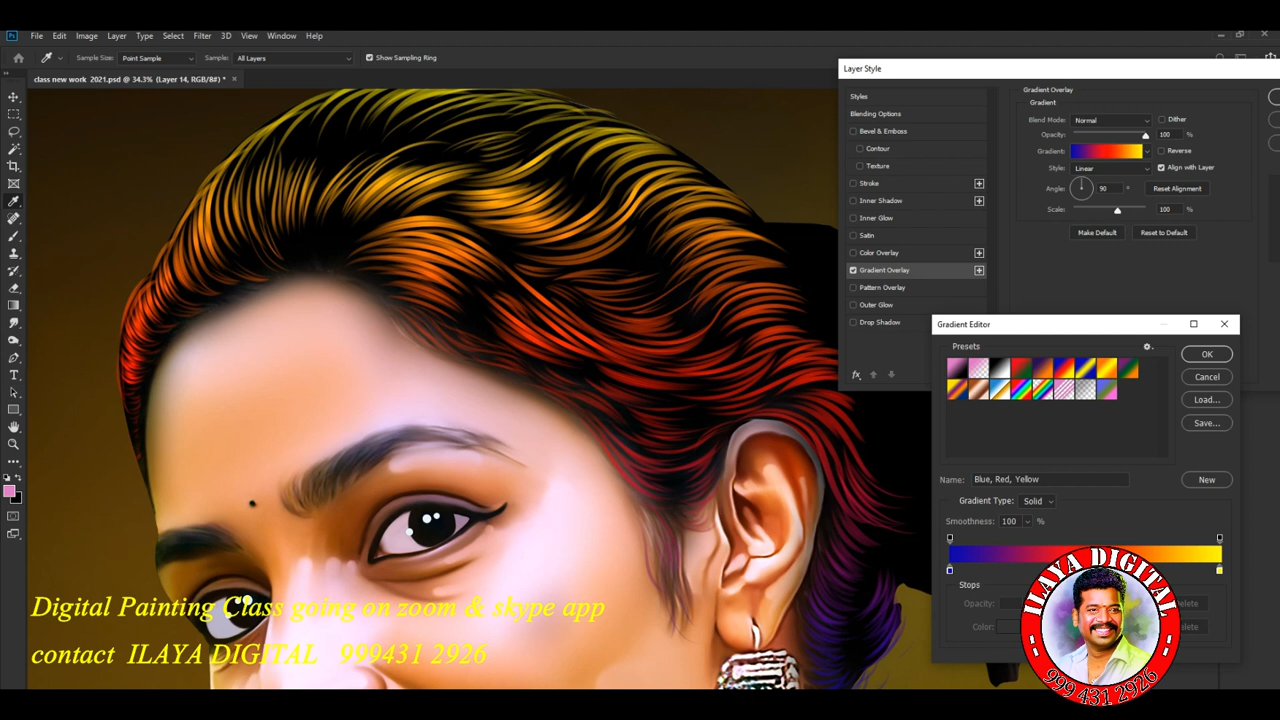 Ps File Edit Image Layer Type Select Filter 3D View Window Help
Sample Size: Point Sample Sample: All Layers Show Sampling Ring
class new work 2021.psd @ 34.3% (Layer 14, RGB/8#) *
Layer Style
Styles
Blending Options
Bevel & Emboss
Contour
Texture
Stroke
Inner Shadow
Inner Glow
Satin
Color Overlay
Gradient Overlay
Pattern Overlay
Outer Glow
Drop Shadow
fx
Gradient Overlay
Gradient
Blend Mode: Normal Dither
Opacity: 100 %
Gradient: Reverse
Style: Linear Align with Layer
Angle: 90 ° Reset Alignment
Scale: 100 %
Make Default Reset to Default
Gradient Editor
Presets
OK
Cancel
Load...
Save...
Name: Blue, Red, Yellow New
Gradient Type: Solid
Smoothness: 100 %
Stops
Opacity:
Color:
ILAYA DIGITAL
999 431 2926
Digital Painting Class going on zoom & skype app
contact ILAYA DIGITAL 999431 2926